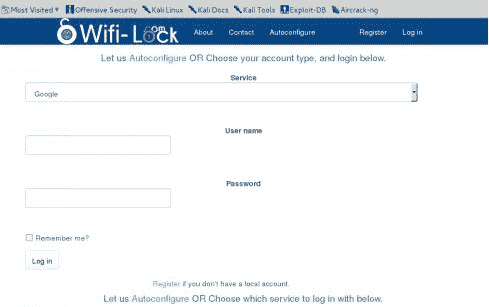 Most Visited ▾ Offensive Security Kali Linux Kali Docs Kali Tools Exploit-DB Aircrack-ng
Wifi-Lock.com About Contact Autoconfigure Register Log in
Let us Autoconfigure OR Choose your account type, and login below.
Service
Google
User name
Password
Remember me?
Log in
Register if you don't have a local account.
Let us Autoconfigure OR Choose which service to log in with below.